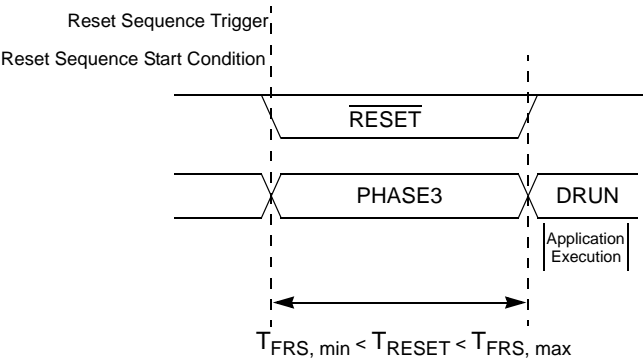 Reset Sequence Trigger
Reset Sequence Start Condition
RESET
PHASE3
DRUN
Application
Execution
TFRS, min < TRESET < TFRS, max